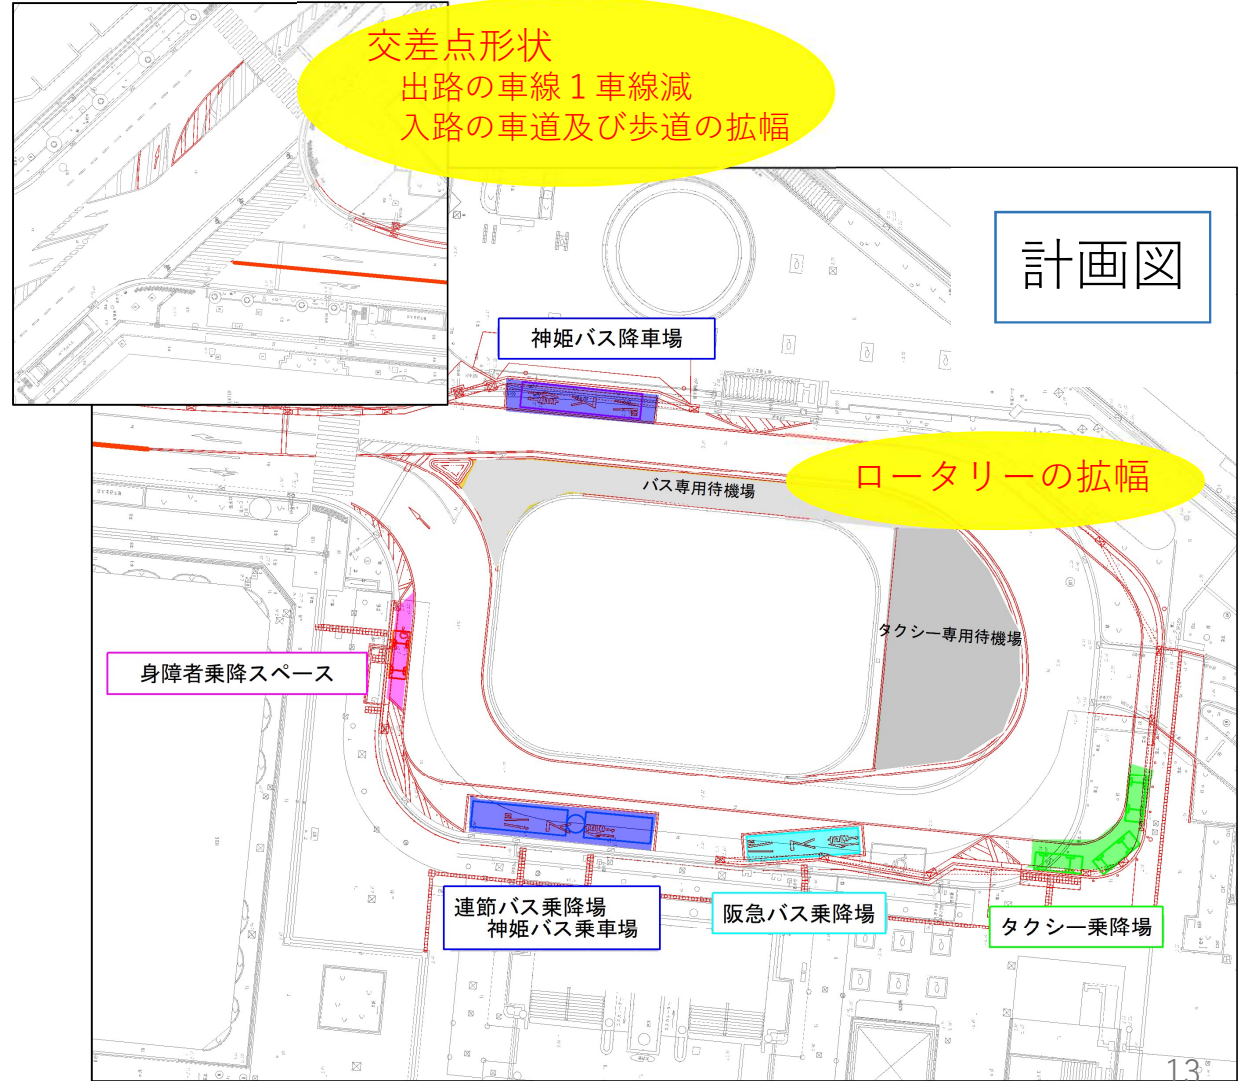 交差点形状
出路の車線１車線減
入路の車道及び歩道の拡幅
計画図
神姫バス降車場
ロータリーの拡幅
バス専用待機場
タクシー専用待機場
身障者乗降スペース
連節バス乗降場
神姫バス乗車場
阪急バス乗降場
タクシー乗降場
13